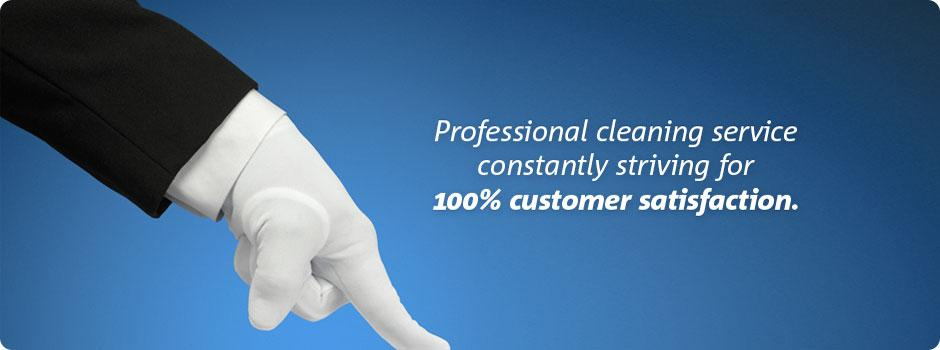 Professional cleaning service
constantly striving for
100% customer satisfaction.